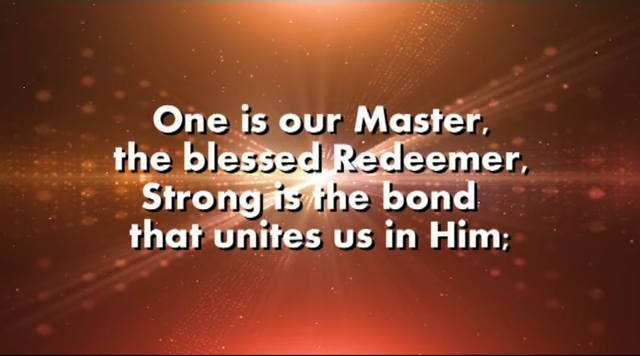 One is our Master,
the blessed Redeemer,
Strong is the bond
that unites us in Him;